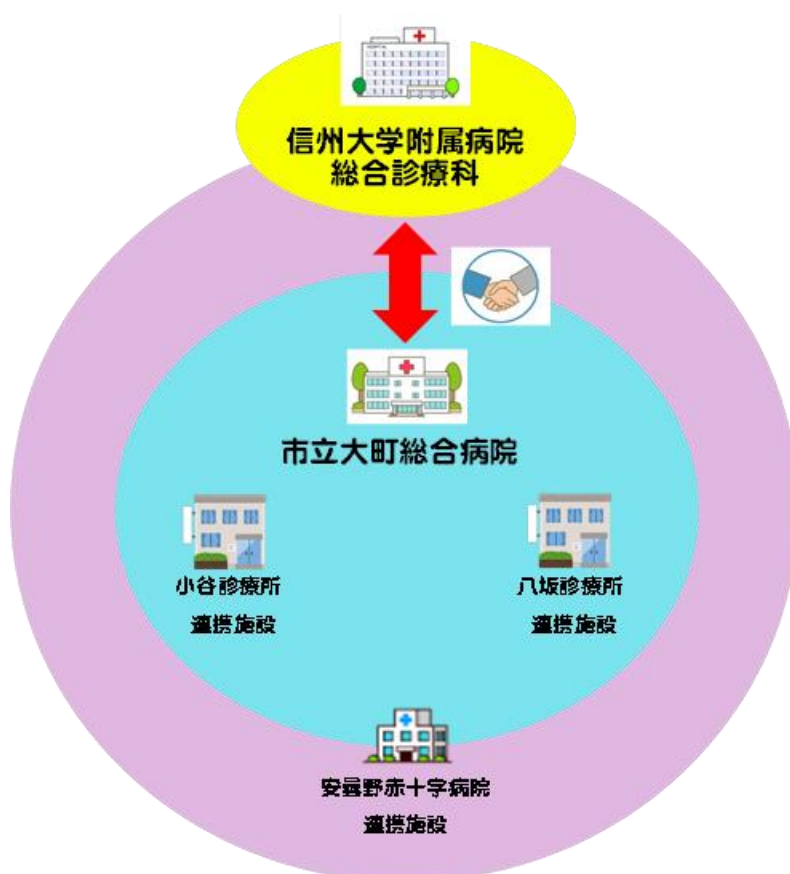 信州大学附属病院
総合診療科
市立大町総合病院
小谷診療所
連携施設
八坂診療所
連携施設
安曇野赤十字病院
連携施設